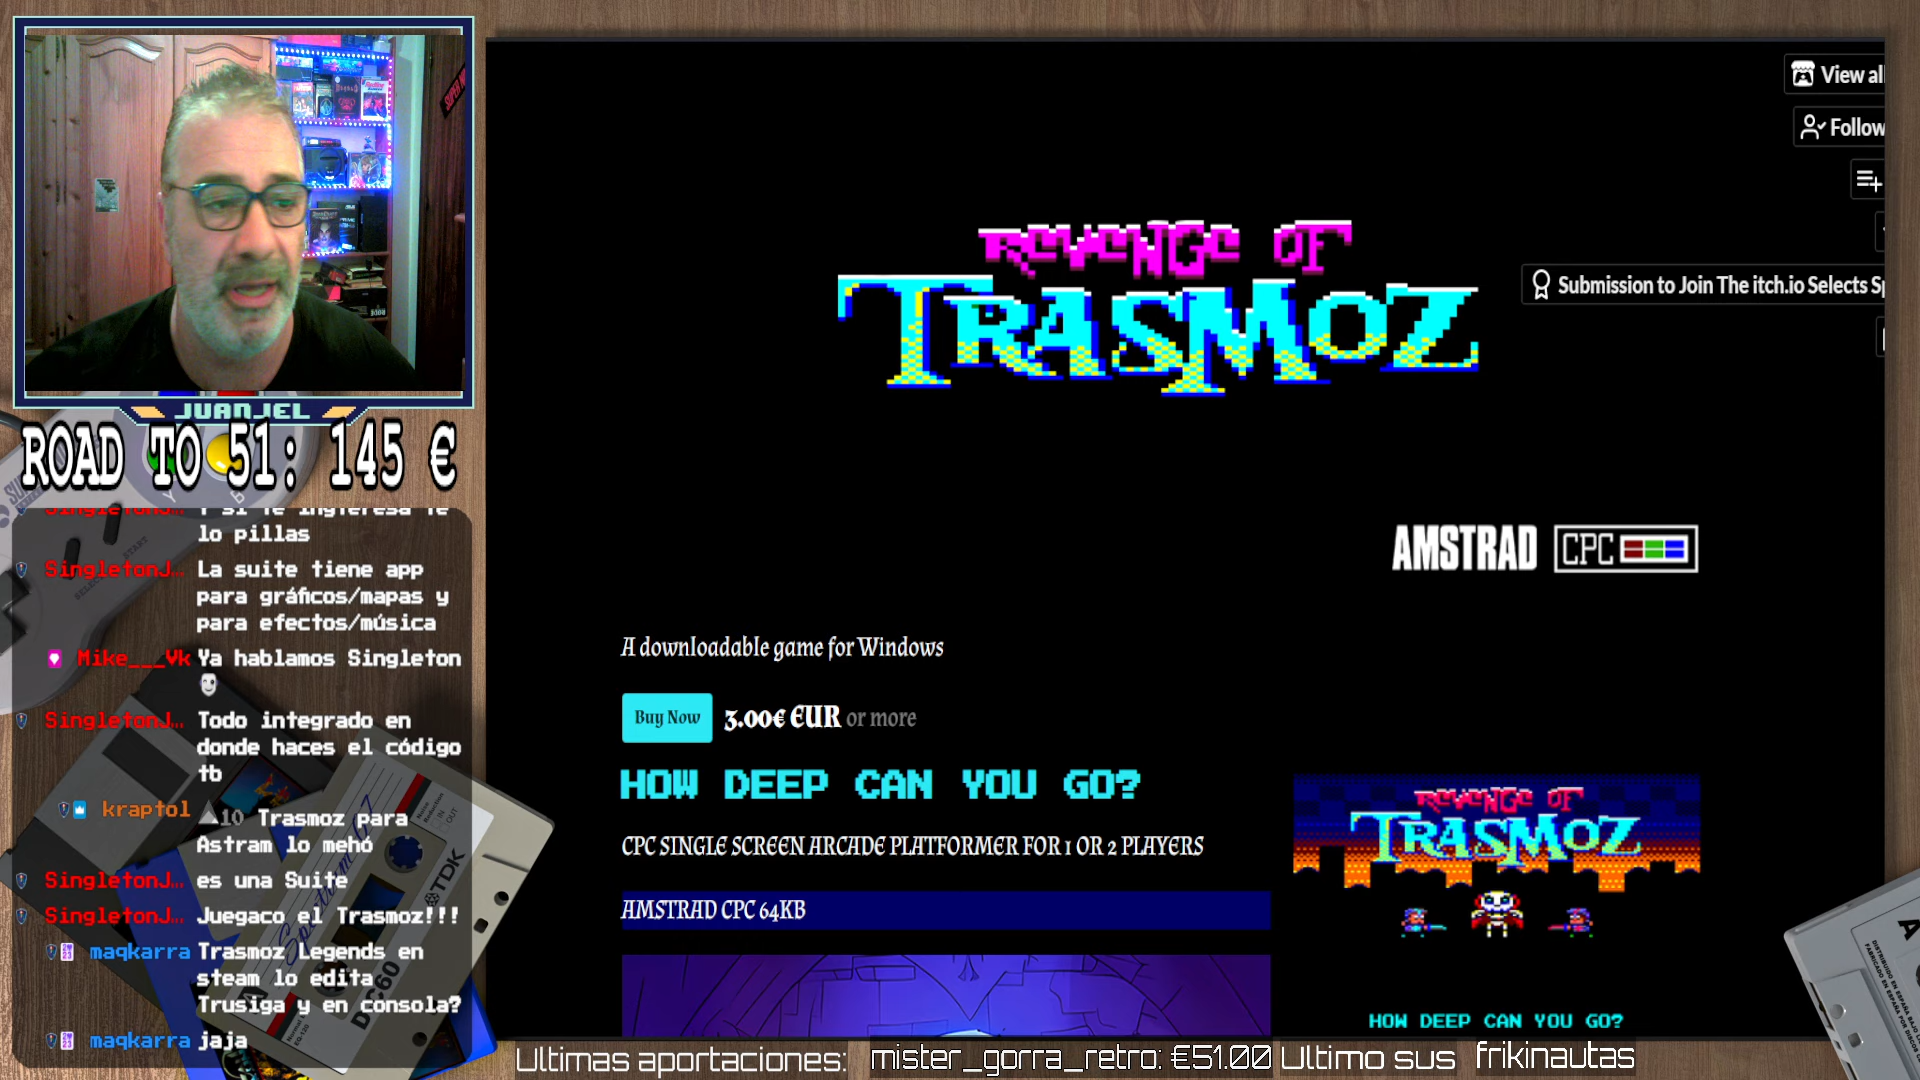 JUANJEL
ROAD TO 51: 145 €
lo pillas
SingletonJ... La suite tiene app
para gráficos/mapas y
para efectos/música
Mike___Vk Ya hablamos Singleton
SingletonJ... Todo integrado en
donde haces el código
tb
kraptol 10 Trasmoz para
Astram lo mehó
SingletonJ... es una Suite
SingletonJ... Juegaco el Trasmoz!!!
maqkarra Trasmoz Legends en
steam lo edita
Trusiga y en consola?
maqkarra jaja
TDK
DC60
View all
Follow
Submission to Join The itch.io Selects
REVENGE OF
TRASMOZ
AMSTRAD CPC
A downloadable game for Windows
Buy Now 3.00€ EUR or more
HOW DEEP CAN YOU GO?
CPC SINGLE SCREEN ARCADE PLATFORMER FOR 1 OR 2 PLAYERS
AMSTRAD CPC 64KB
REVENGE OF
TRASMOZ
HOW DEEP CAN YOU GO?
Ultimas aportaciones: mister_gorra_retro: €51.00 Ultimo sus frikinautas